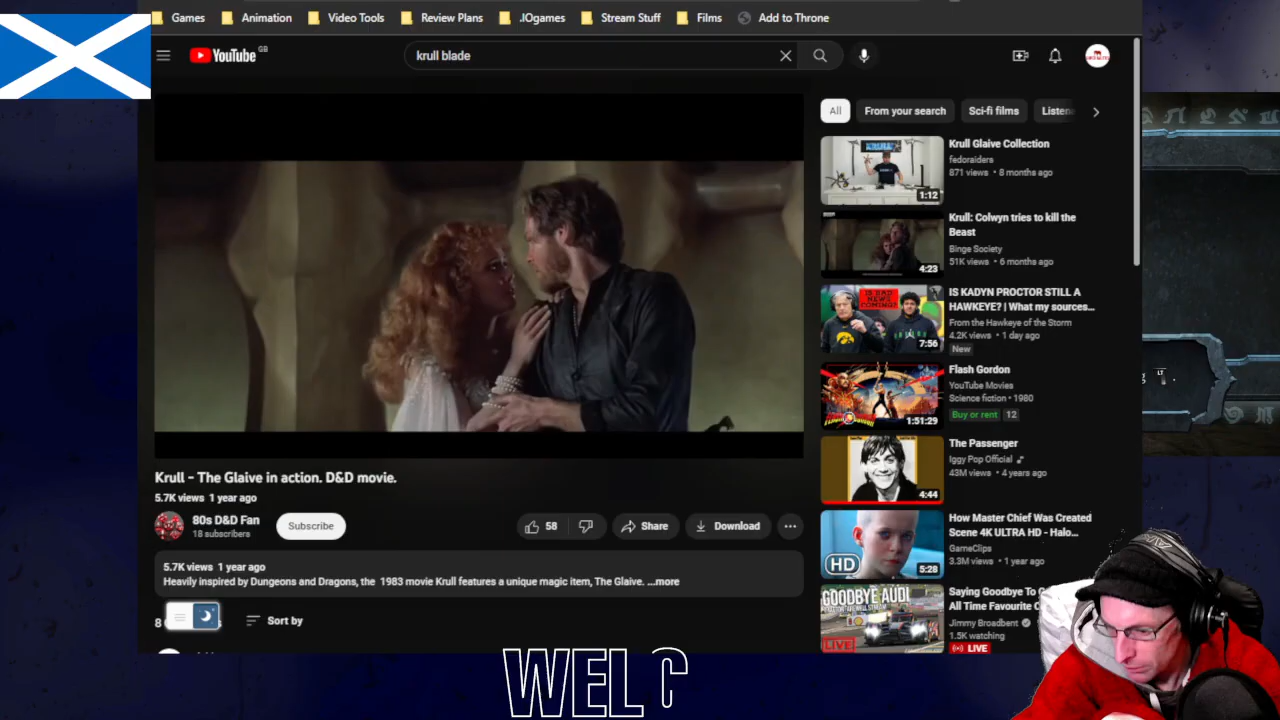 Games
Animation
Video Tools
Review Plans
.IOgames
Stream Stuff
Films
Add to Throne
YouTube GB
krull blade
All
From your search
Sci-fi films
Krull Glaive Collection
fedoraiders
871 views • 8 months ago
1:12
Krull: Colwyn tries to kill the
Beast
Binge Society
51K views • 6 months ago
4:23
IS KADYN PROCTOR STILL A
HAWKEYE? | What my sources...
From the Hawkeye of the Storm
4.2K views • 1 day ago
New
7:56
Flash Gordon
YouTube Movies
Science fiction • 1980
Buy or rent 12
1:51:29
The Passenger
Iggy Pop Official
43M views • 4 years ago
4:44
How Master Chief Was Created
Scene 4K ULTRA HD - Halo...
GameClips
3.3M views • 1 year ago
HD
5:28
GOODBYE AUDI
LIVE
Saying Goodbye To
All Time Favourite
Jimmy Broadbent
1.5K watching
LIVE
Krull - The Glaive in action. D&D movie.
5.7K views 1 year ago
80s D&D Fan
18 subscribers
Subscribe
58
Share
Download
5.7K views 1 year ago
Heavily inspired by Dungeons and Dragons, the 1983 movie Krull features a unique magic item, The Glaive. ...more
8
Sort by
LT
WELC